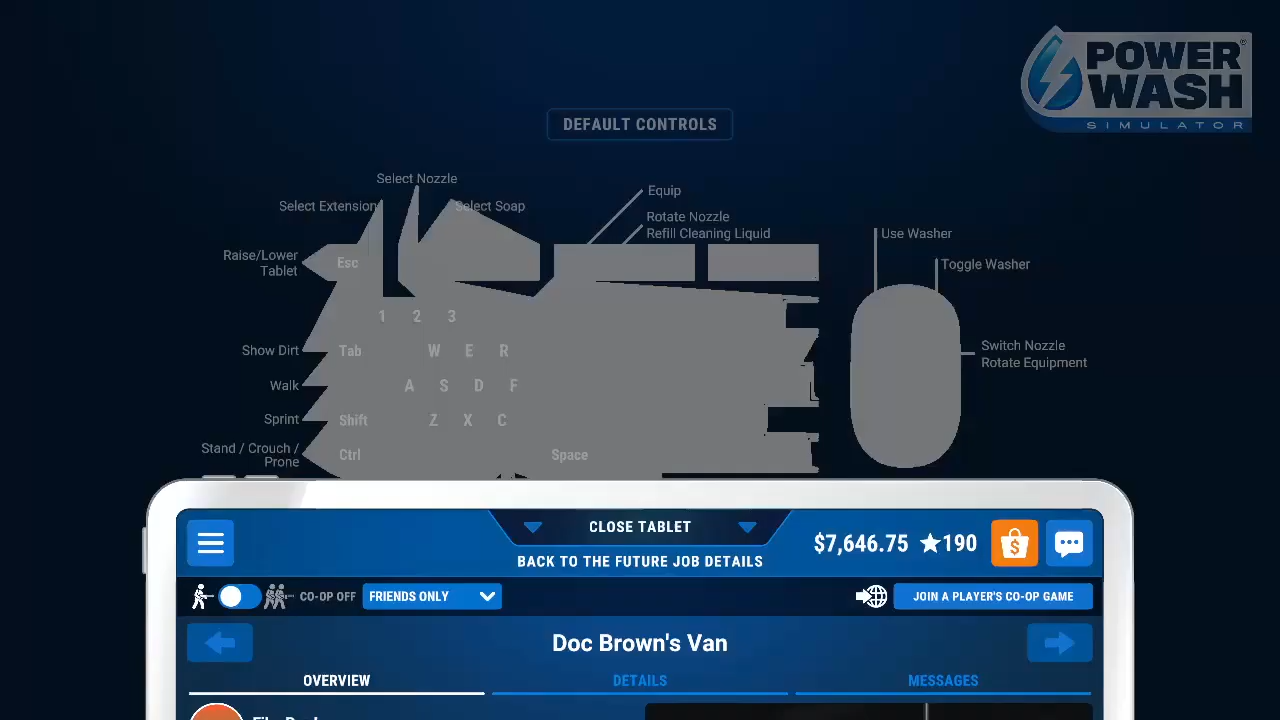 POWER
WASH
SIMULATOR
DEFAULT CONTROLS
Select Nozzle
Select Extension
Select Soap
Equip
Rotate Nozzle
Refill Cleaning Liquid
Use Washer
Toggle Washer
Raise/Lower
Tablet
Esc
1 2 3
Switch Nozzle
Rotate Equipment
Show Dirt
Tab W E R
Walk
A S D F
Sprint
Shift Z X C
Stand / Crouch /
Prone
Ctrl Space
CLOSE TABLET
$7,646.75 ★190
BACK TO THE FUTURE JOB DETAILS
CO-OP OFF
FRIENDS ONLY
JOIN A PLAYER'S CO-OP GAME
Doc Brown's Van
OVERVIEW
DETAILS
MESSAGES